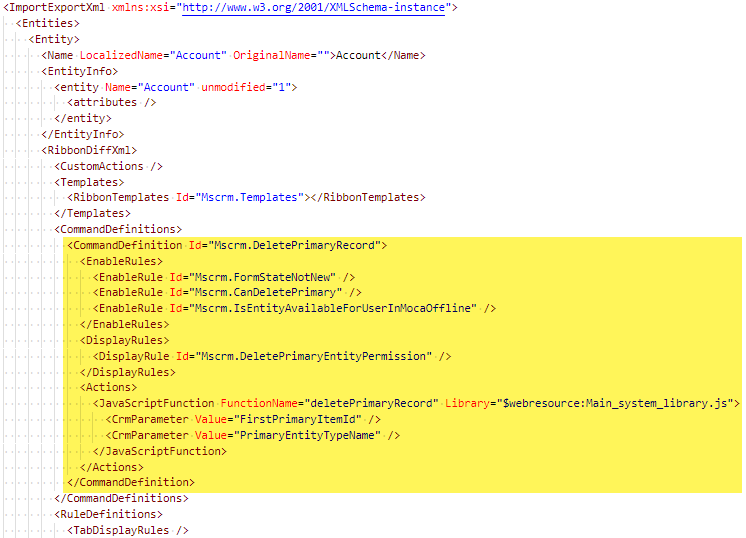 <ImportExportXml xmlns:xsi="http://www.w3.org/2001/XMLSchema-instance">
<Entities>
<Entity>
<Name LocalizedName="Account" OriginalName="">Account</Name>
<EntityInfo>
<entity Name="Account" unmodified="1">
<attributes />
</entity>
</EntityInfo>
<RibbonDiffXml>
<CustomActions />
<Templates>
<RibbonTemplates Id="Mscrm.Templates"></RibbonTemplates>
</Templates>
<CommandDefinitions>
<CommandDefinition Id="Mscrm.DeletePrimaryRecord">
<EnableRules>
<EnableRule Id="Mscrm.FormStateNotNew" />
<EnableRule Id="Mscrm.CanDeletePrimary" />
<EnableRule Id="Mscrm.IsEntityAvailableForUserInMocaOffline" />
</EnableRules>
<DisplayRules>
<DisplayRule Id="Mscrm.DeletePrimaryEntityPermission" />
</DisplayRules>
<Actions>
<JavaScriptFunction FunctionName="deletePrimaryRecord" Library="$webresource:Main_system_library.js">
<CrmParameter Value="FirstPrimaryItemId" />
<CrmParameter Value="PrimaryEntityTypeName" />
</JavaScriptFunction>
</Actions>
</CommandDefinition>
</CommandDefinitions>
<RuleDefinitions>
<TabDisplayRules />